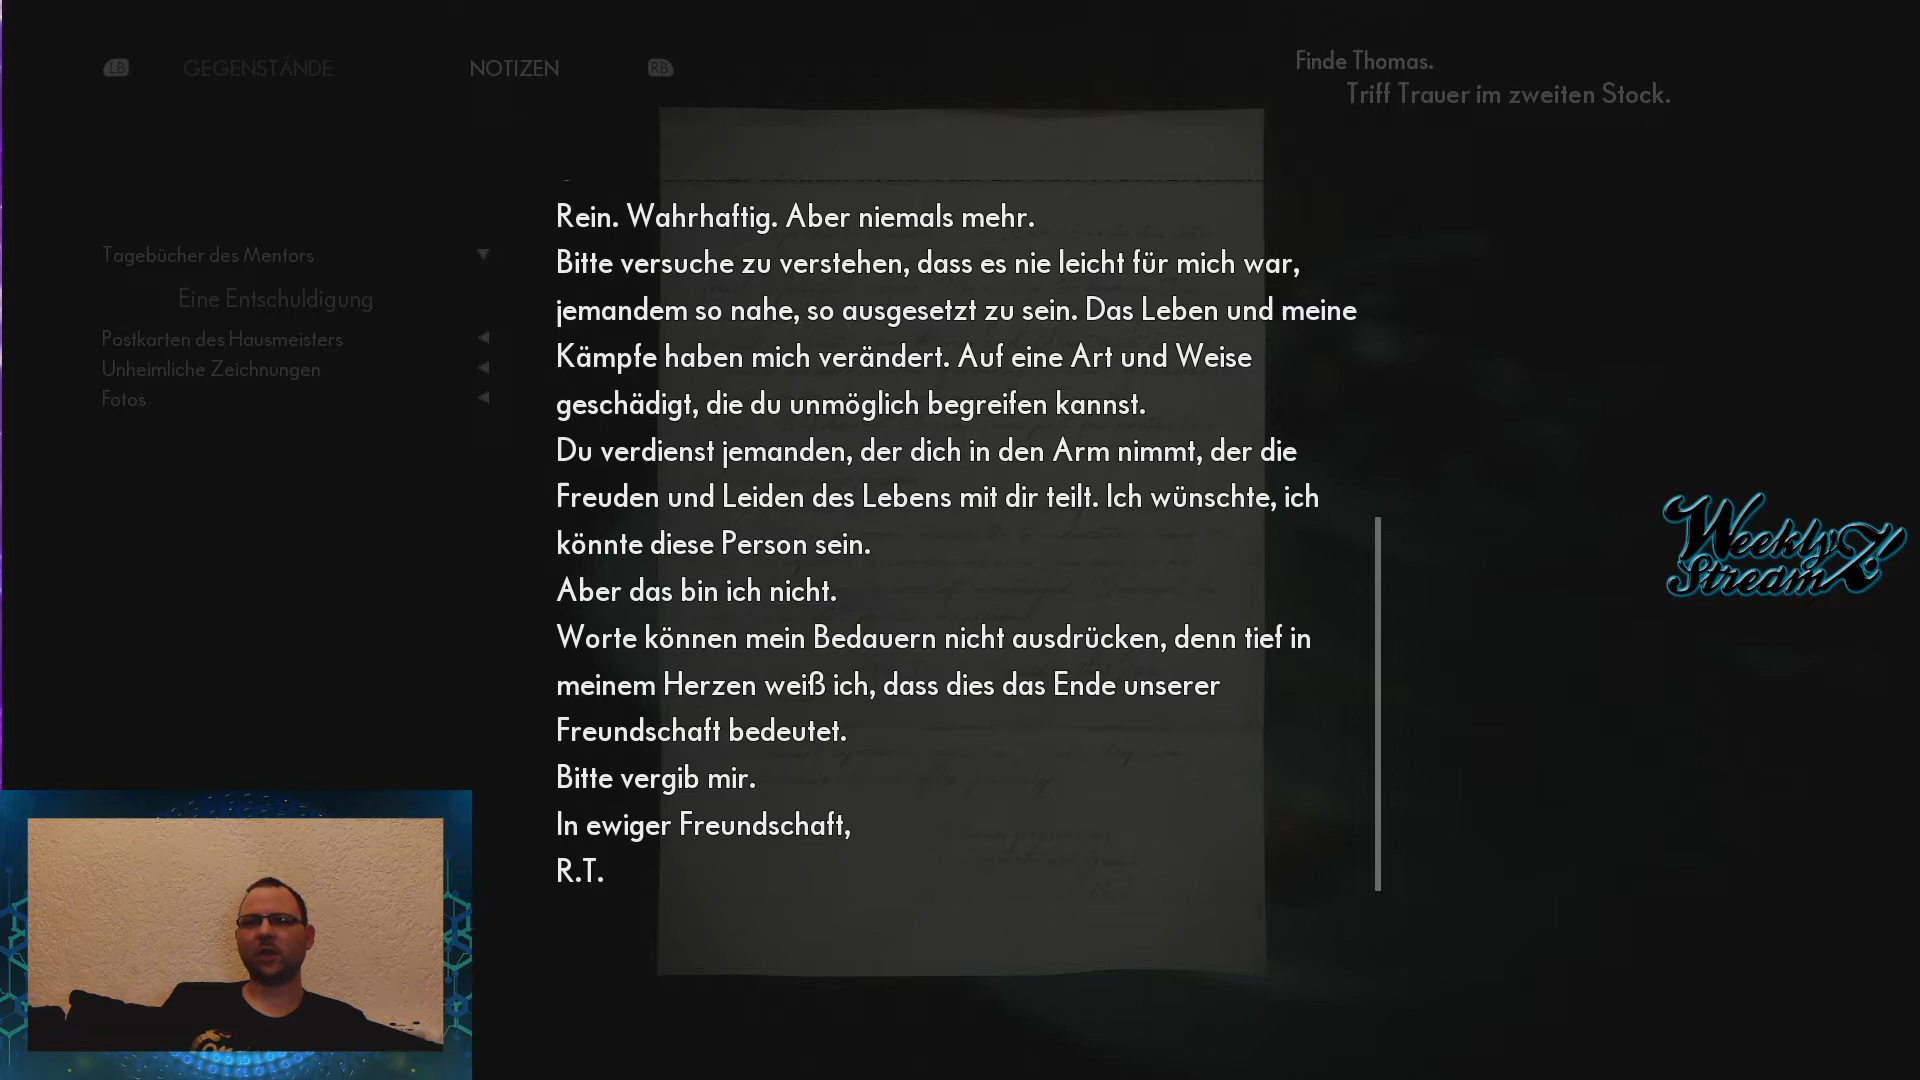 LB GEGENSTÄNDE NOTIZEN RB
Finde Thomas.
Triff Trauer im zweiten Stock.
Tagebücher des Mentors
Eine Entschuldigung
Postkarten des Hausmeisters
Unheimliche Zeichnungen
Fotos
Rein. Wahrhaftig. Aber niemals mehr.
Bitte versuche zu verstehen, dass es nie leicht für mich war,
jemandem so nahe, so ausgesetzt zu sein. Das Leben und meine
Kämpfe haben mich verändert. Auf eine Art und Weise
geschädigt, die du unmöglich begreifen kannst.
Du verdienst jemanden, der dich in den Arm nimmt, der die
Freuden und Leiden des Lebens mit dir teilt. Ich wünschte, ich
könnte diese Person sein.
Aber das bin ich nicht.
Worte können mein Bedauern nicht ausdrücken, denn tief in
meinem Herzen weiß ich, dass dies das Ende unserer
Freundschaft bedeutet.
Bitte vergib mir.
In ewiger Freundschaft,
R.T.
Weekly
Stream